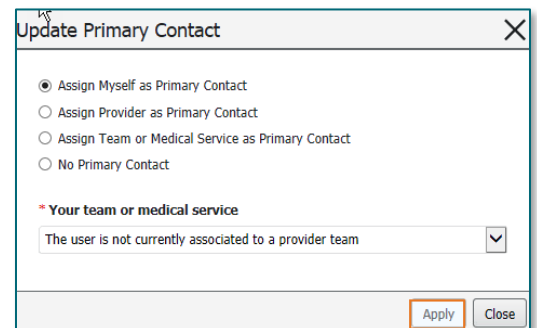 Update Primary Contact
Assign Myself as Primary Contact
Assign Provider as Primary Contact
Assign Team or Medical Service as Primary Contact
No Primary Contact
* Your team or medical service
The user is not currently associated to a provider team
Apply Close